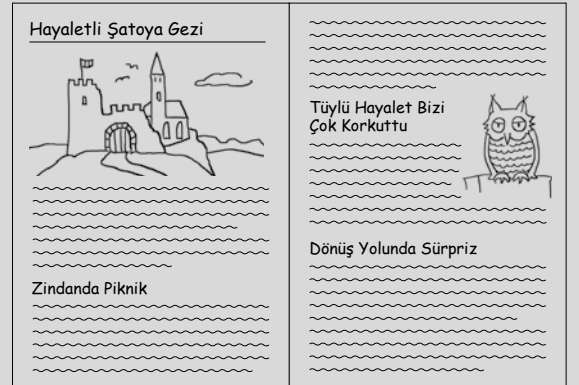 Hayaletli Şatoya Gezi
Zindanda Piknik
Tüylü Hayalet Bizi
Çok Korkuttu
Dönüş Yolunda Sürpriz